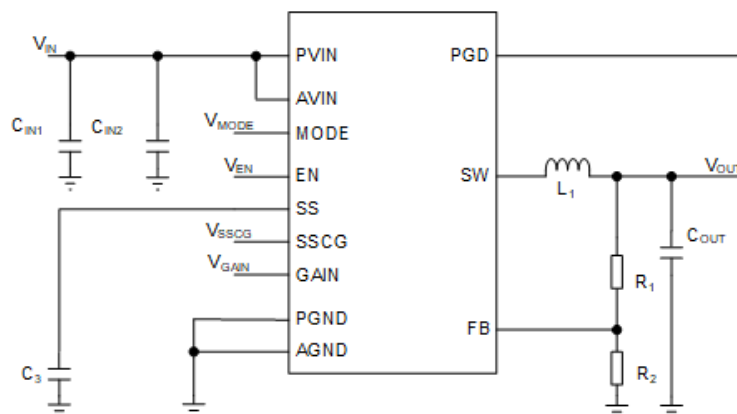 VIN
PVIN
PGD
AVIN
CIN1
CIN2
VMODE
MODE
VEN
EN
SW
L1
VOUT
SS
VSSCG
SSCG
COUT
VGAIN
GAIN
R1
PGND
FB
AGND
C3
R2